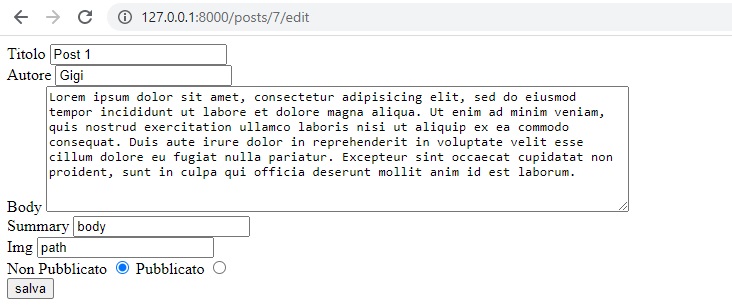 127.0.0.1:8000/posts/7/edit
Titolo Post 1
Autore Gigi
Lorem ipsum dolor sit amet, consectetur adipisicing elit, sed do eiusmod
tempor incididunt ut labore et dolore magna aliqua. Ut enim ad minim veniam,
quis nostrud exercitation ullamco laboris nisi ut aliquip ex ea commodo
consequat. Duis aute irure dolor in reprehenderit in voluptate velit esse
cillum dolore eu fugiat nulla pariatur. Excepteur sint occaecat cupidatat non
proident, sunt in culpa qui officia deserunt mollit anim id est laborum.
Body
Summary body
Img path
Non Pubblicato Pubblicato
salva